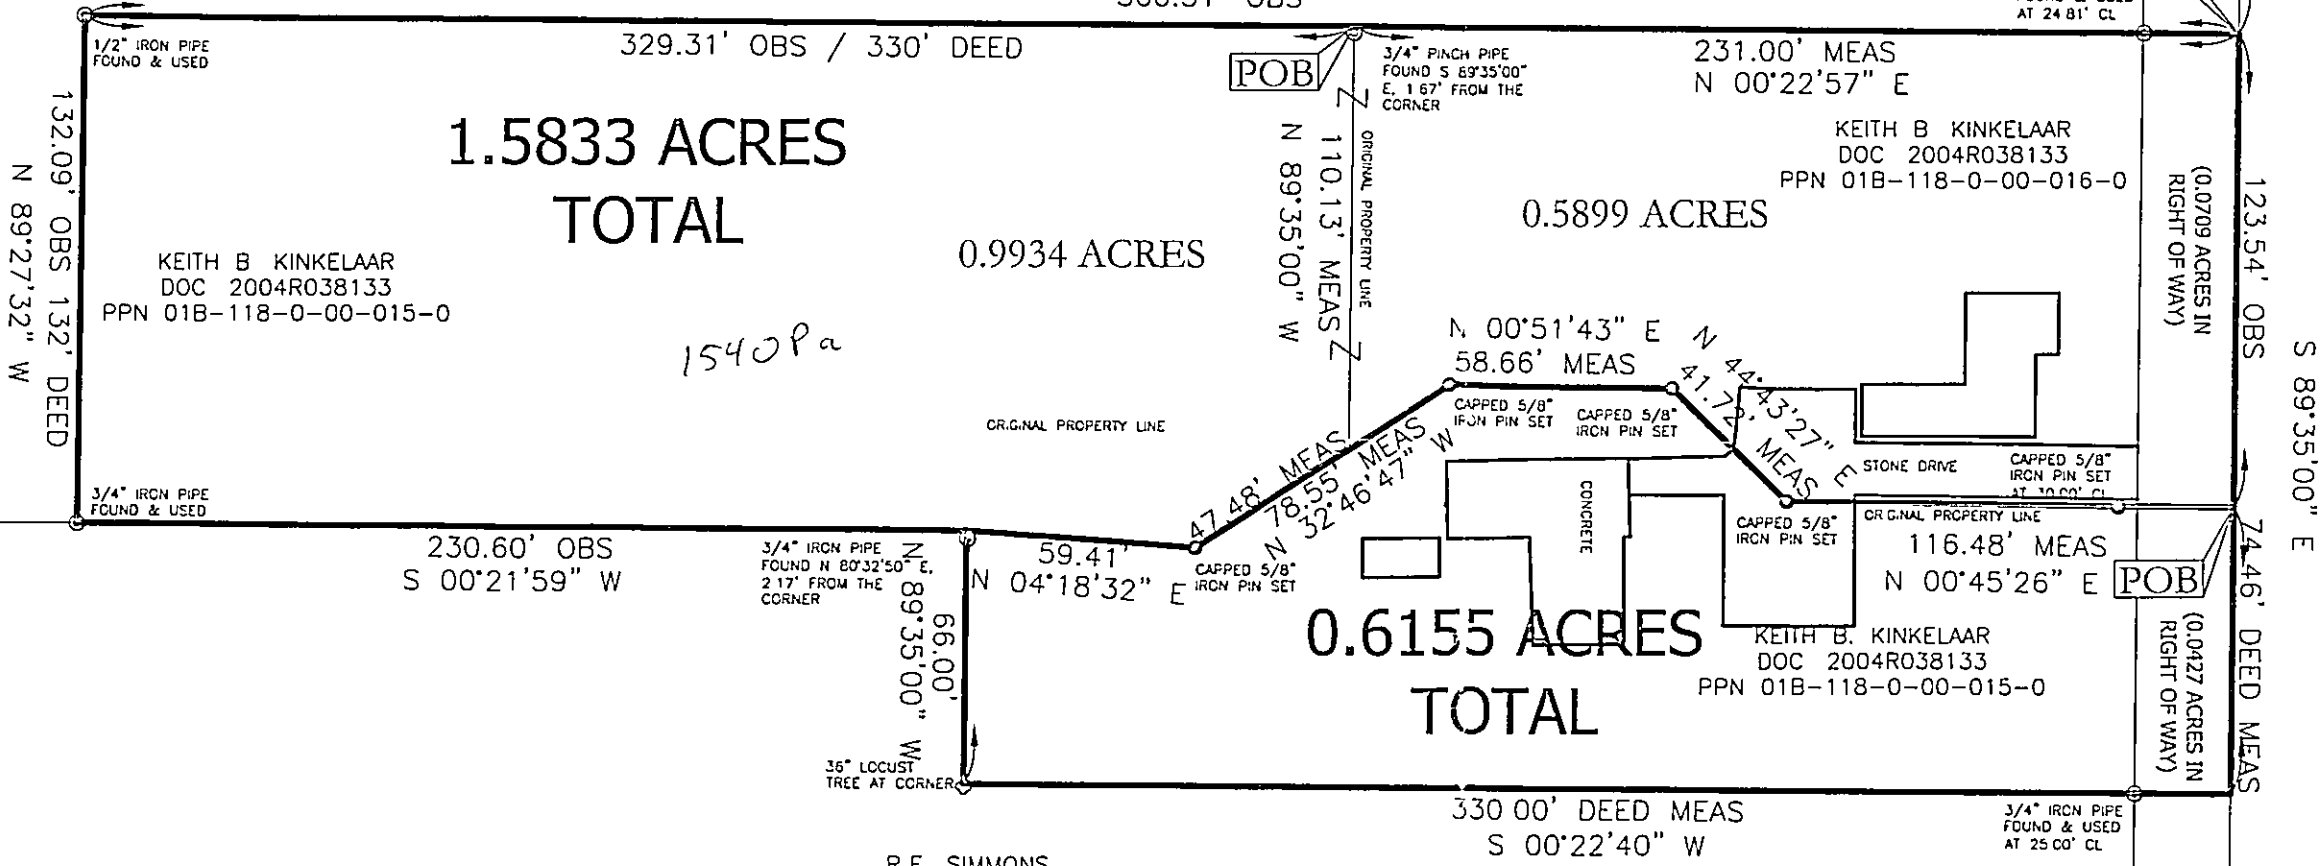 AT 24 81' CL
1/2" IRON PIPE
FOUND & USED
329.31' OBS / 330' DEED
POB
3/4" PINCH PIPE
FOUND S 89°35'00"
E, 1 67' FROM THE
CORNER
231.00' MEAS
N 00°22'57" E
132.09' OBS 132' DEED
N 89°27'32" W
1.5833 ACRES
TOTAL
KEITH B KINKELAAR
DOC 2004R038133
PPN 01B-118-0-00-015-0
0.9934 ACRES
1540 Pa
ORIGINAL PROPERTY LINE
110.13' MEAS
N 89°35'00" W
ORIGINAL PROPERTY LINE
KEITH B KINKELAAR
DOC 2004R038133
PPN 01B-118-0-00-016-0
0.5899 ACRES
(0.0709 ACRES IN
RIGHT OF WAY)
123.54' OBS
S 89°35'00" E
N 00°51'43" E
58.66' MEAS
N 44°43'27" E
41.72' MEAS
CAPPED 5/8"
IRON PIN SET
CAPPED 5/8"
IRON PIN SET
47.48' MEAS
78.55' MEAS
N 32°46'47" W
STONE DRIVE
CAPPED 5/8"
IRON PIN SET
AT 30.00' CL
CONCRETE
3/4" IRON PIPE
FOUND & USED
230.60' OBS
S 00°21'59" W
3/4" IRON PIPE
FOUND N 80°32'50" E,
2 17' FROM THE
CORNER
59.41'
N 04°18'32" E
CAPPED 5/8"
IRON PIN SET
CAPPED 5/8"
IRON PIN SET
ORIGINAL PROPERTY LINE
116.48' MEAS
N 00°45'26" E
POB
66.00'
N 89°35'00" W
0.6155 ACRES
TOTAL
KEITH B. KINKELAAR
DOC 2004R038133
PPN 01B-118-0-00-015-0
(0.0427 ACRES IN
RIGHT OF WAY)
74.46' DEED MEAS
36" LOCUST
TREE AT CORNER
330 00' DEED MEAS
S 00°22'40" W
3/4" IRON PIPE
FOUND & USED
AT 25 00' CL
R.F. SIMMONS